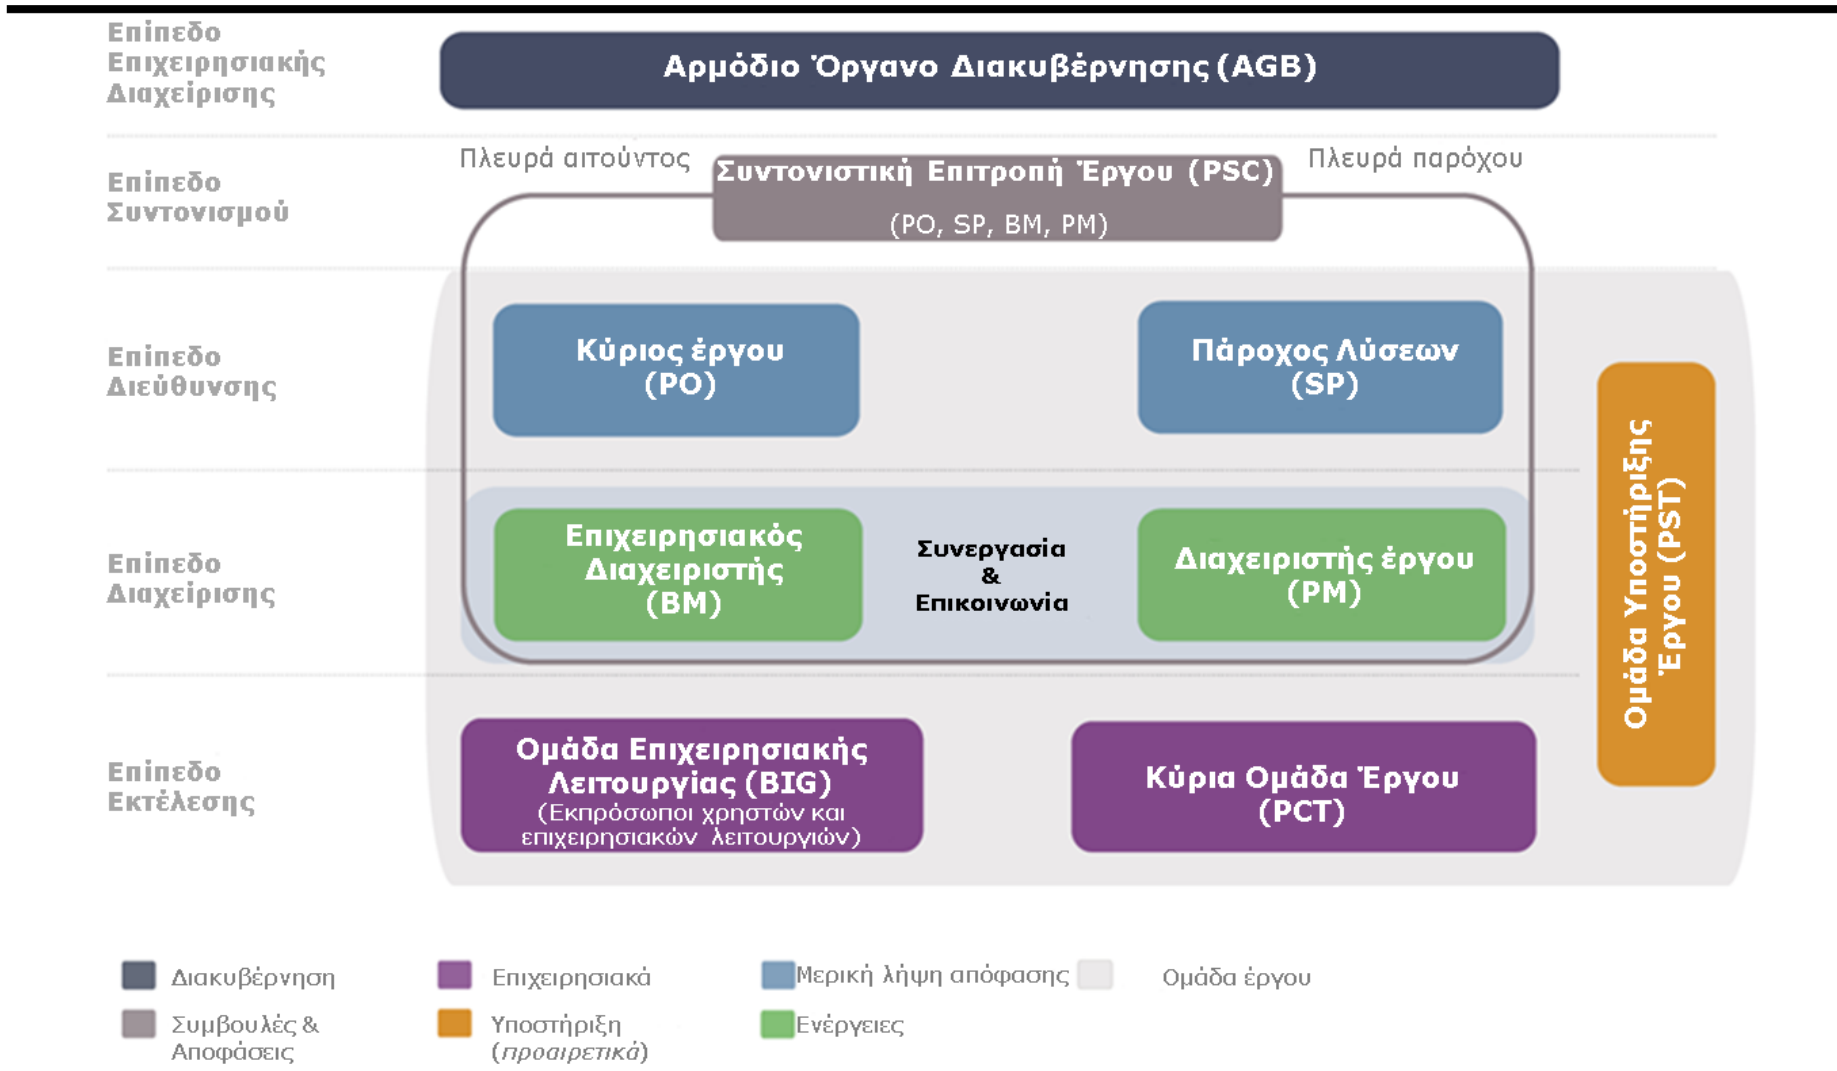 Επίπεδο
Επιχειρησιακής
Διαχείρισης
Αρμόδιο Όργανο Διακυβέρνησης (AGB)
Πλευρά αιτούντος
Πλευρά παρόχου
Επίπεδο
Συντονισμού
Συντονιστική Επιτροπή Έργου (PSC)
(PO, SP, BM, PM)
Επίπεδο
Διεύθυνσης
Κύριος έργου
(PO)
Πάροχος Λύσεων
(SP)
Επίπεδο
Διαχείρισης
Επιχειρησιακός
Διαχειριστής
(BM)
Συνεργασία
&
Επικοινωνία
Διαχειριστής έργου
(PM)
Ομάδα Υποστήριξης
Έργου (PST)
Επίπεδο
Εκτέλεσης
Ομάδα Επιχειρησιακής
Λειτουργίας (BIG)
(Εκπρόσωποι χρηστών και
επιχειρησιακών λειτουργιών)
Κύρια Ομάδα Έργου
(PCT)
Διακυβέρνηση
Επιχειρησιακά
Μερική λήψη απόφασης
Ομάδα έργου
Συμβουλές &
Αποφάσεις
Υποστήριξη
(προαιρετικά)
Ενέργειες